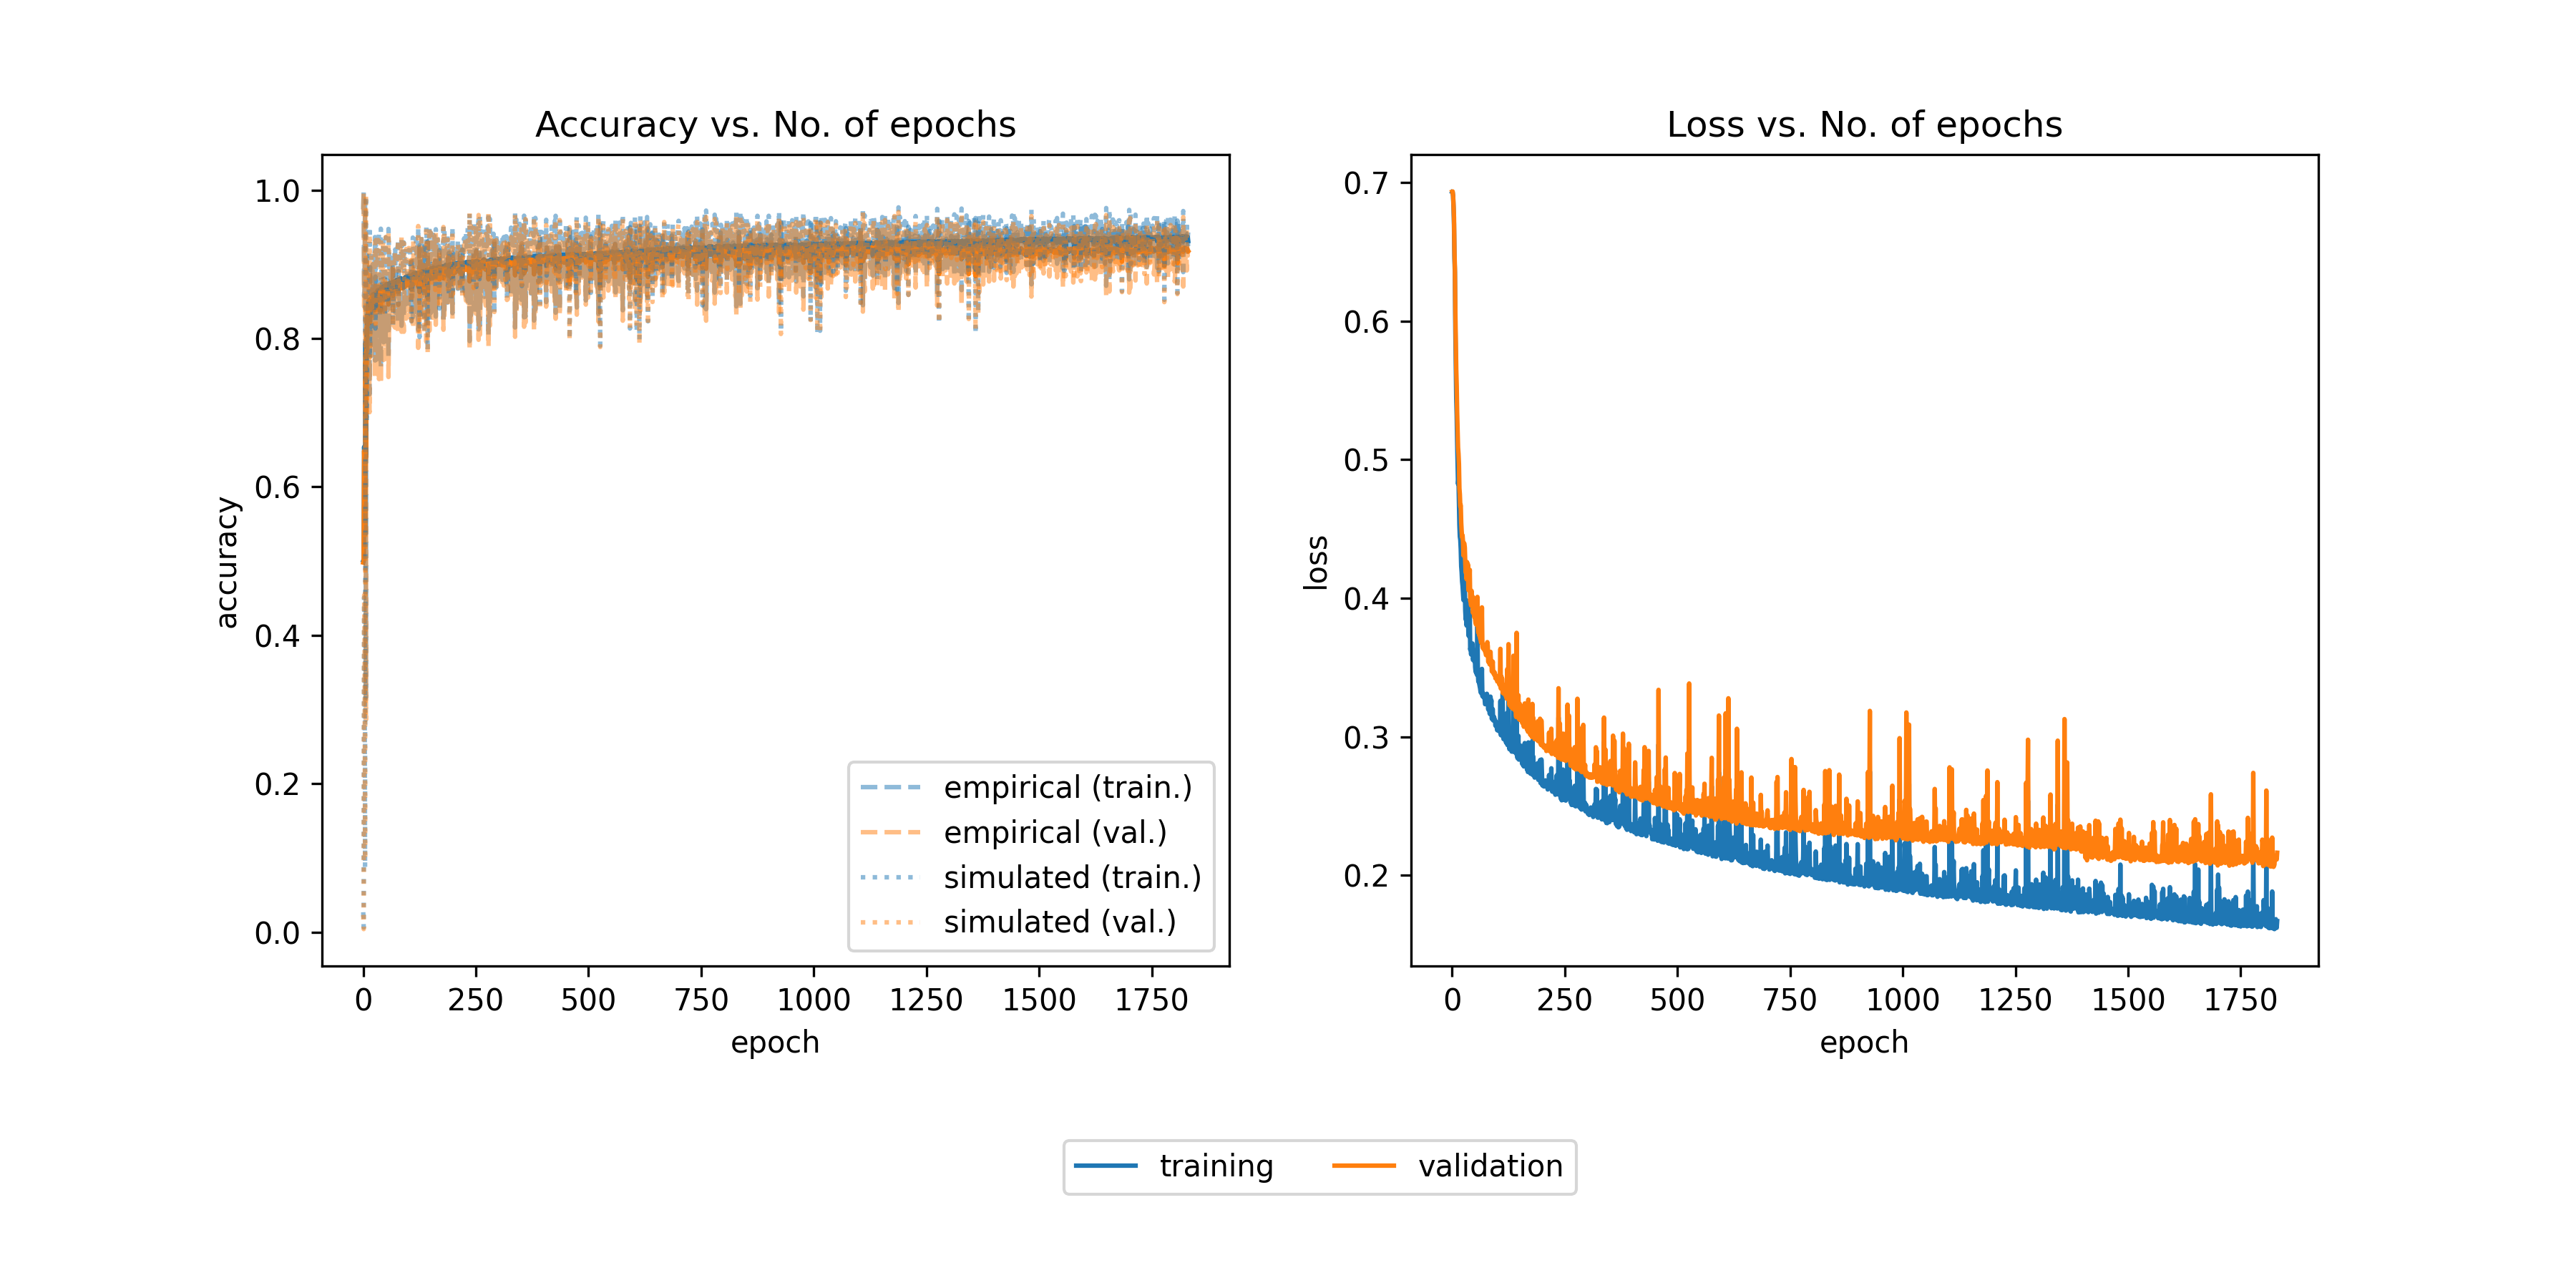 Accuracy vs. No. of epochs
1.0
0.8
0.6
0.4
0.2
0.0
accuracy
empirical (train.)
empirical (val.)
simulated (train.)
simulated (val.)
0 250 500 750 1000 1250 1500 1750
epoch
Loss vs. No. of epochs
0.7
0.6
0.5
0.4
0.3
0.2
loss
0 250 500 750 1000 1250 1500 1750
epoch
training validation